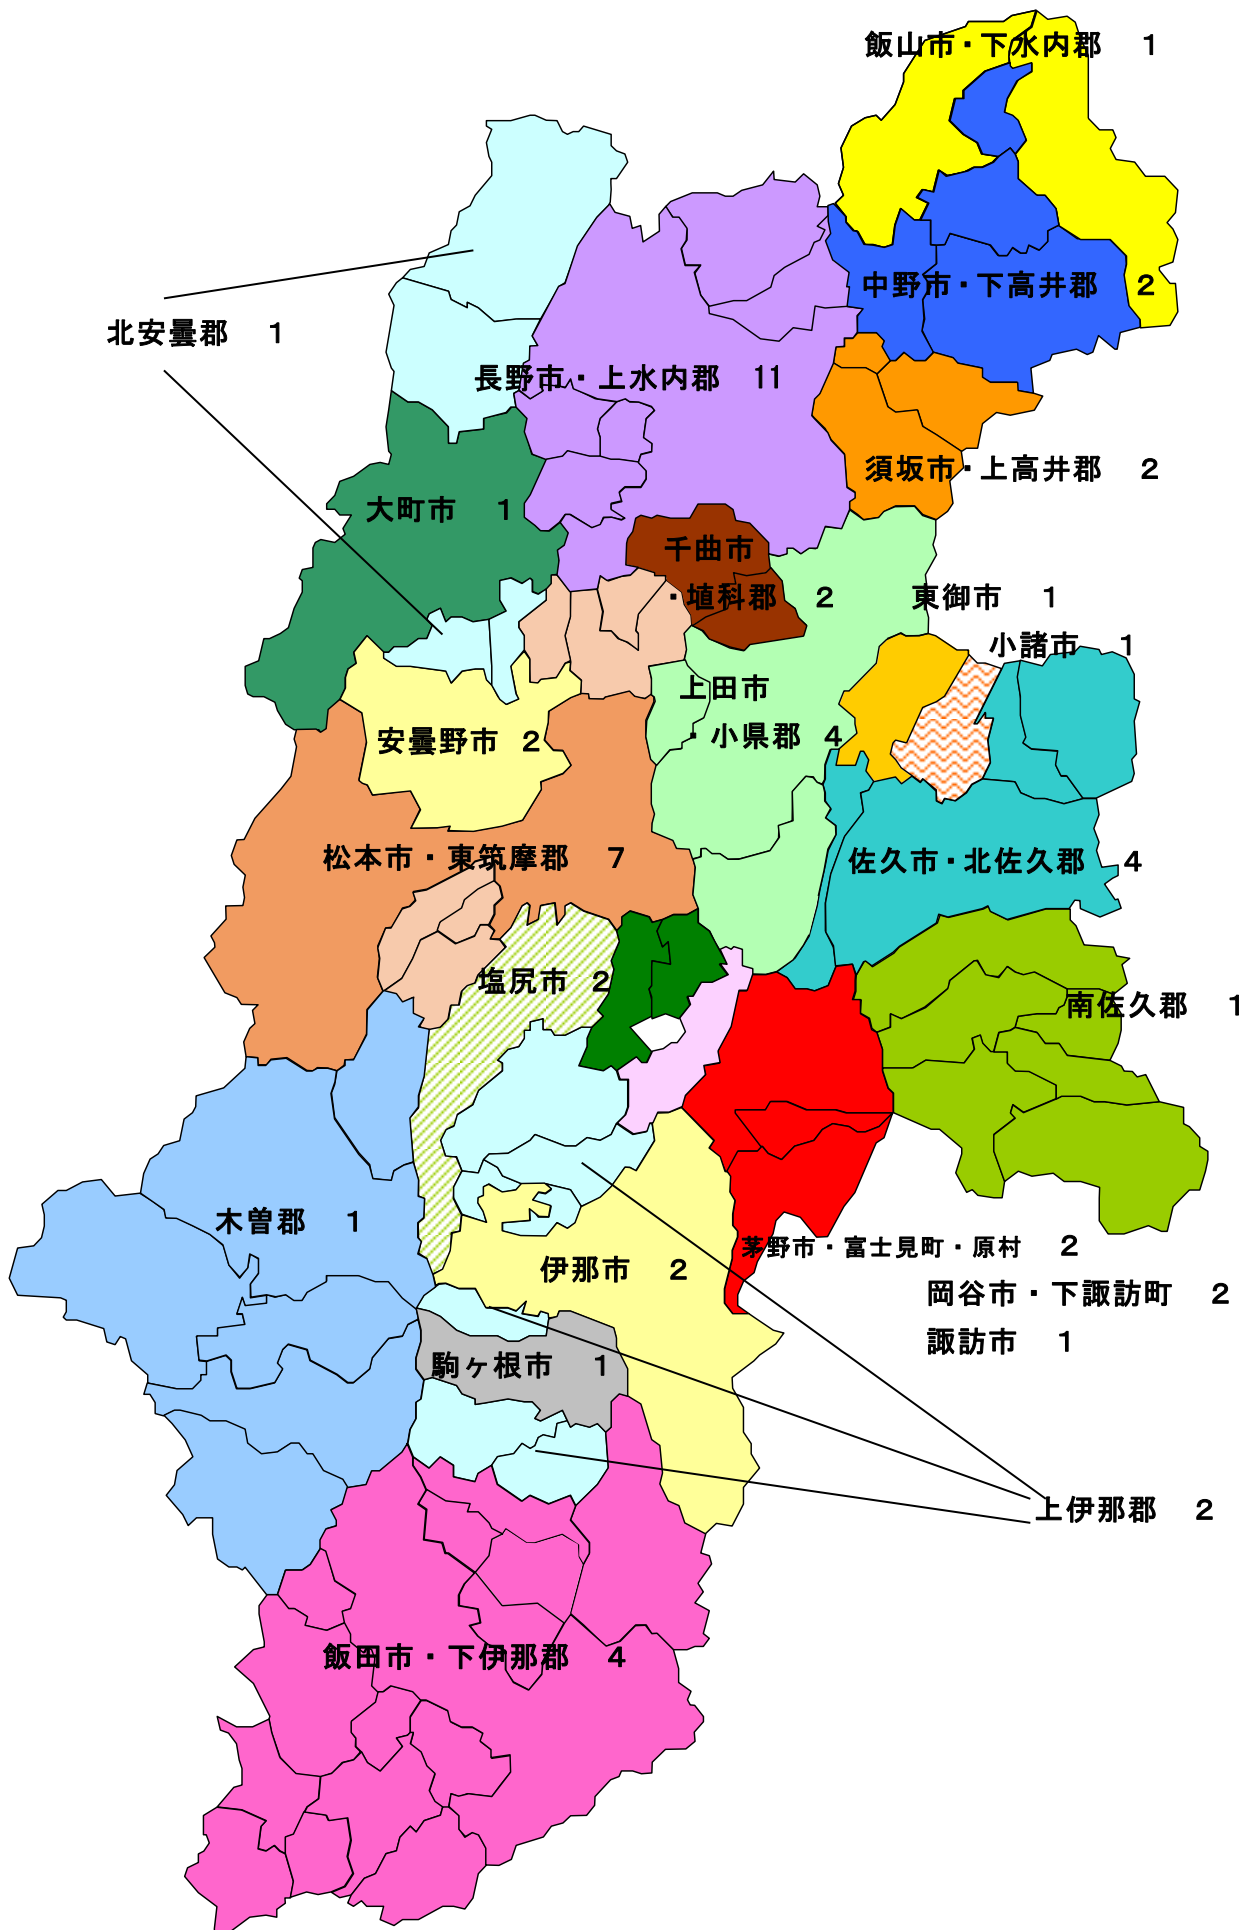 飯山市・下水内郡　1
中野市・下高井郡　2
北安曇郡　1
長野市・上水内郡　11
須坂市・上高井郡　2
大町市　1
千曲市
・埴科郡　2
東御市　1
小諸市　1
上田市
・小県郡　4
安曇野市　2
松本市・東筑摩郡　7
佐久市・北佐久郡　4
塩尻市　2
南佐久郡　1
木曽郡　1
茅野市・富士見町・原村　2
伊那市　2
岡谷市・下諏訪町　2
諏訪市　1
駒ヶ根市　1
上伊那郡　2
飯田市・下伊那郡　4